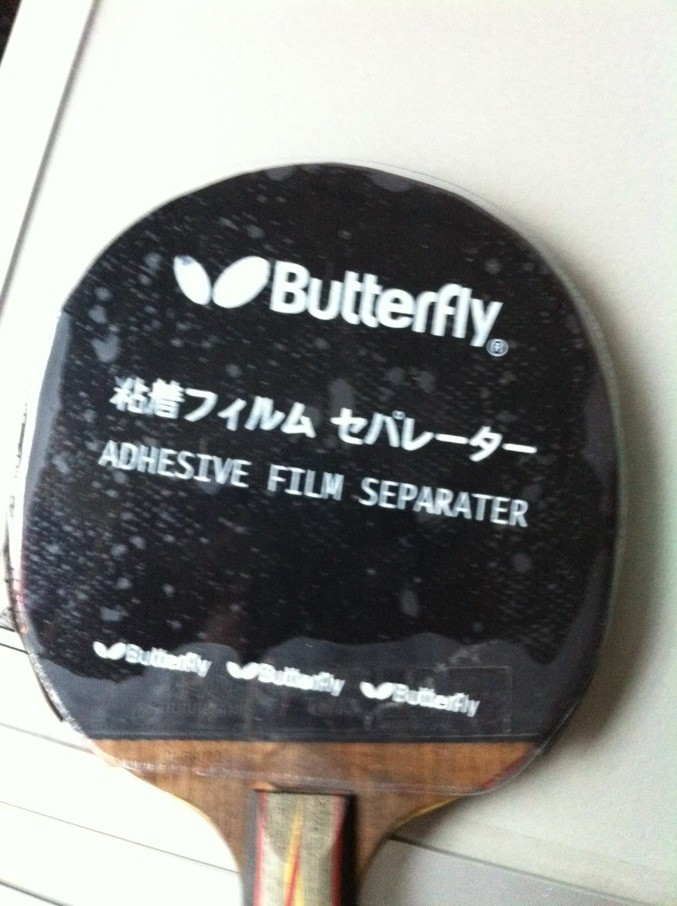 Butterfly®
粘着フィルム セパレーター
ADHESIVE FILM SEPARATER
Butterfly Butterfly Butterfly